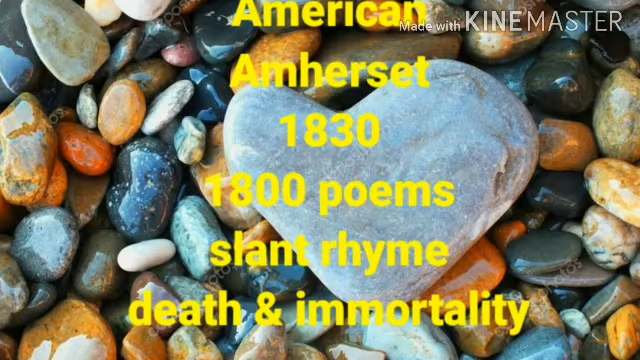 American
Made with KINEMASTER
Amherset
1830
1800 poems
slant rhyme
death & immortality